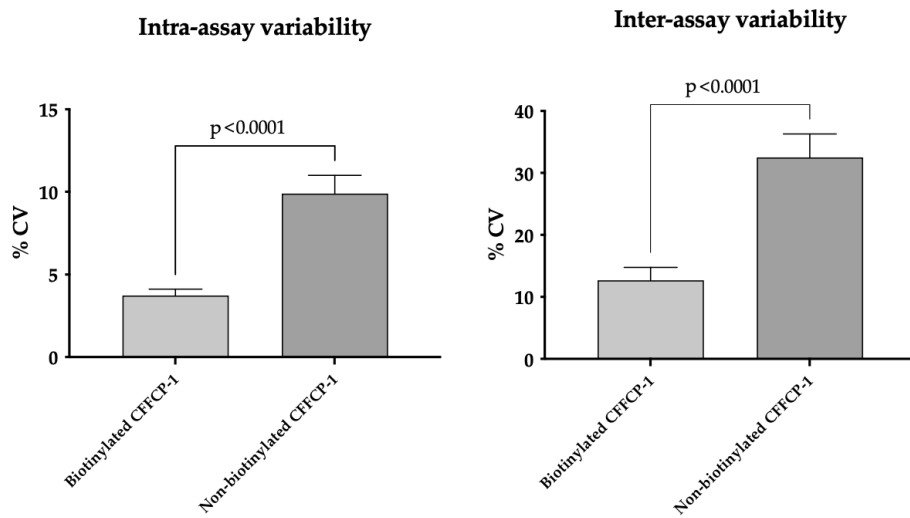 Intra-assay variability
15
10
5
0
% CV
p<0.0001
Biotinylated CFFCP-1
Non-biotinylated CFFCP-1
Inter-assay variability
40
30
20
10
0
% CV
p<0.0001
Biotinylated CFFCP-1
Non-biotinylated CFFCP-1